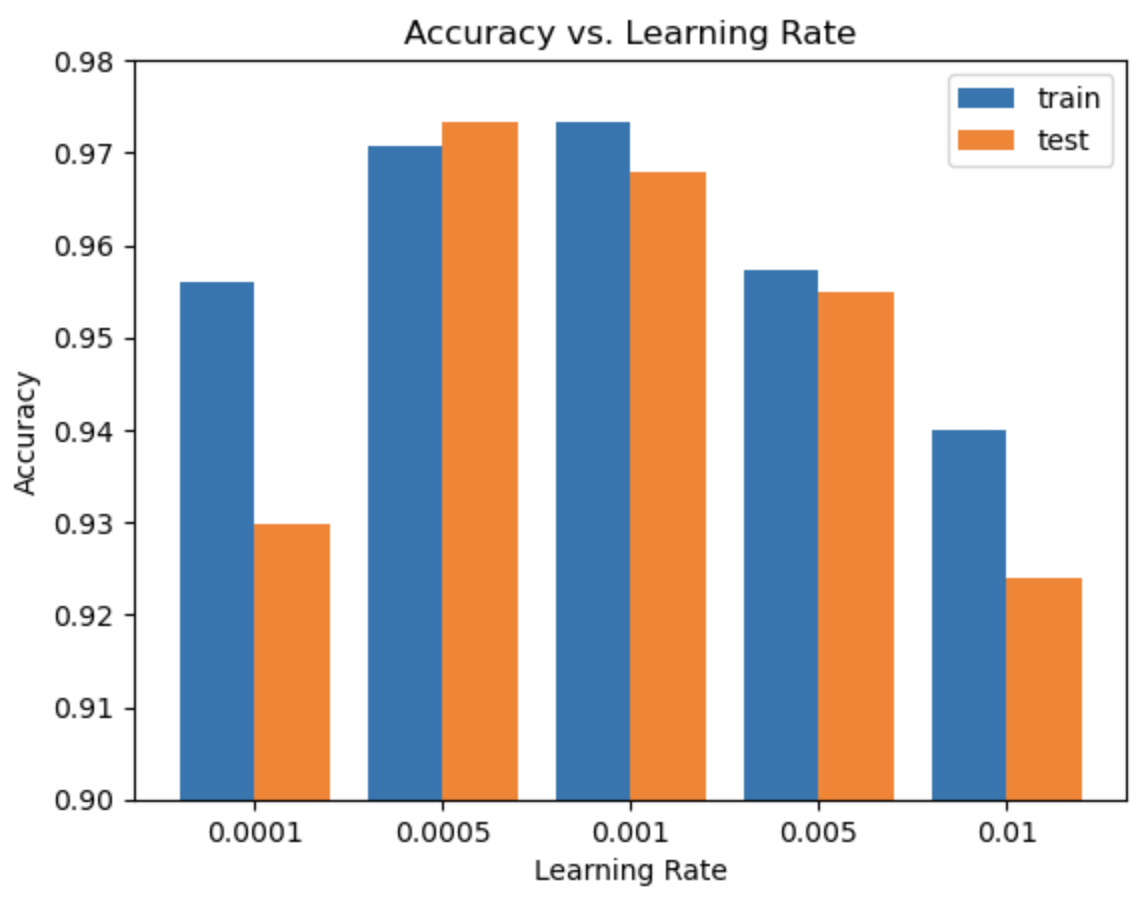 Accuracy vs. Learning Rate
train
test
Accuracy
0.98
0.97
0.96
0.95
0.94
0.93
0.92
0.91
0.90
0.0001 0.0005 0.001 0.005 0.01
Learning Rate